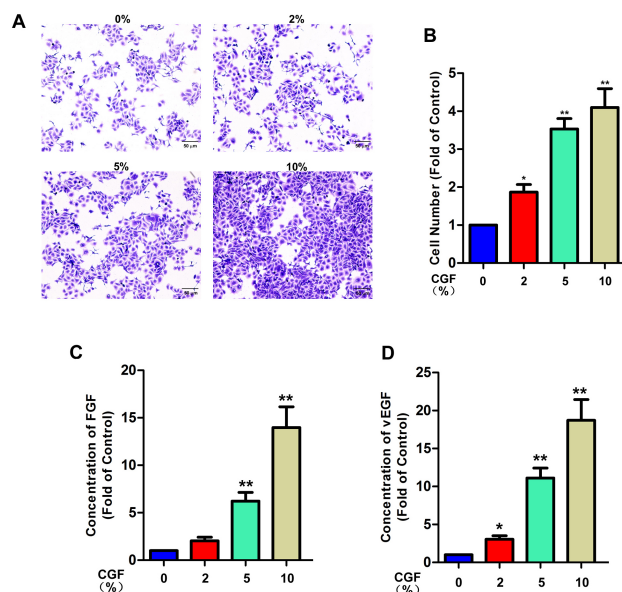 A
0%
2%
50 μm
5%
10%
50 μm
B
Cell Number (Fold of Control)
5
4
3
2
1
0
*
**
**
CGF
(%)
0 2 5 10
C
Concentration of FGF
(Fold of Control)
20
15
10
5
0
**
**
CGF
(%)
0 2 5 10
D
Concentration of vEGF
(Fold of Control)
25
20
15
10
5
0
*
**
**
CGF
(%)
0 2 5 10